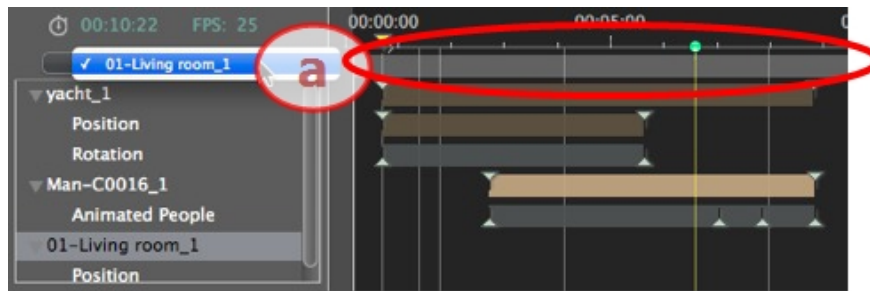 00:10:22 FPS: 25 00:00:00 00:05:00 0
✓ 01-Living room_1
a
yacht_1
Position
Rotation
Man-C0016_1
Animated People
01-Living room_1
Position